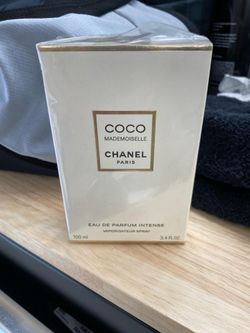 COCO
MADEMOISELLE
CHANEL
PARIS
EAU DE PARFUM INTENSE
VAPORISATEUR SPRAY
100 ml 3.4 FL.OZ